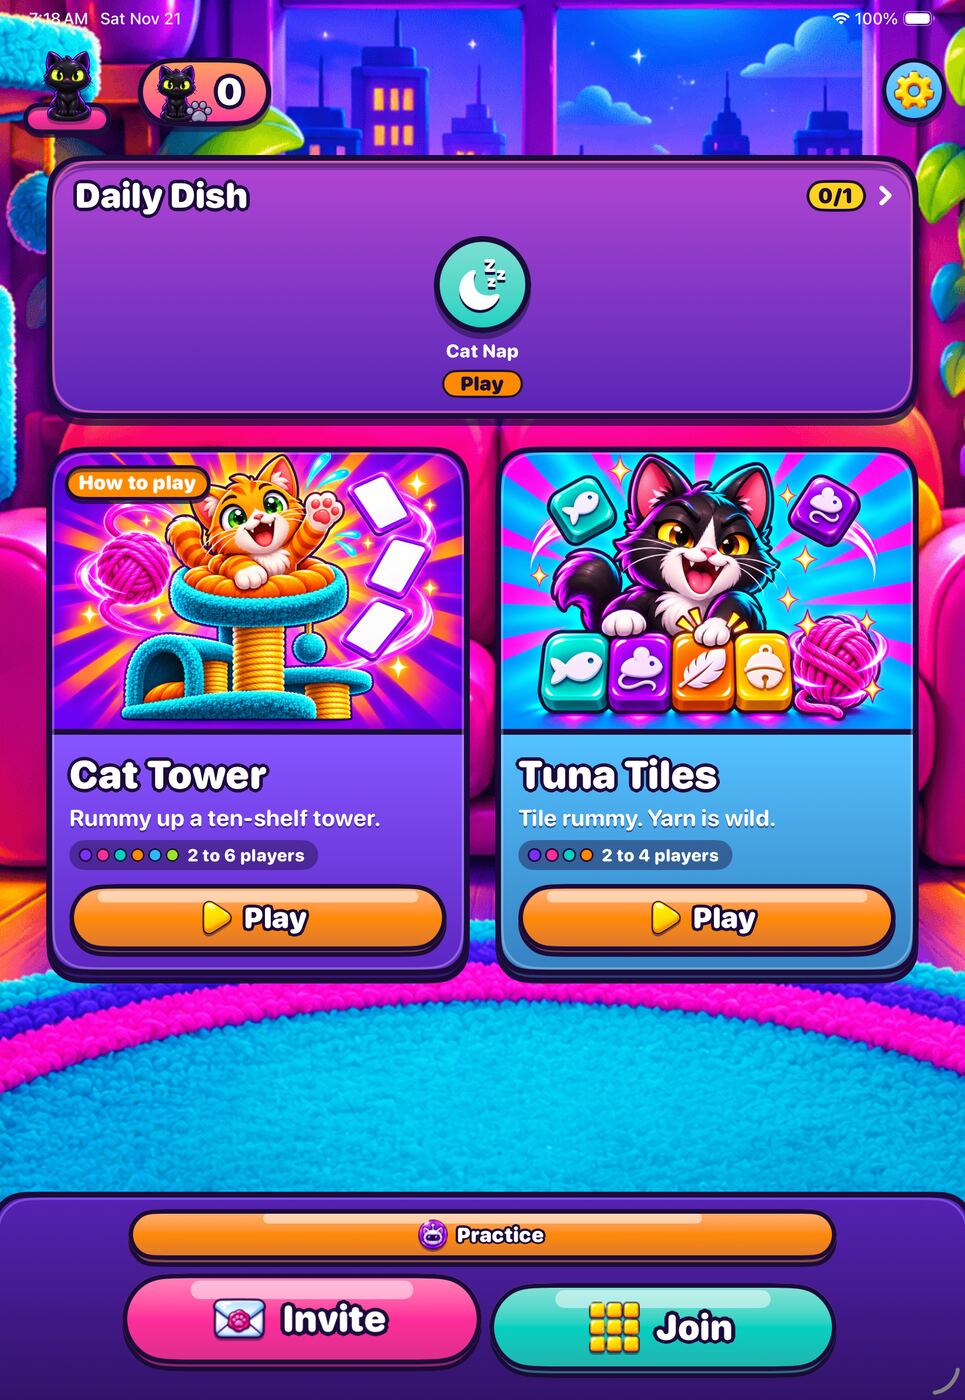 7:18 AM Sat Nov 21
100%
0
Daily Dish
0/1
Cat Nap
Play
How to play
Cat Tower
Rummy up a ten-shelf tower.
2 to 6 players
Play
Tuna Tiles
Tile rummy. Yarn is wild.
2 to 4 players
Play
Practice
Invite
Join